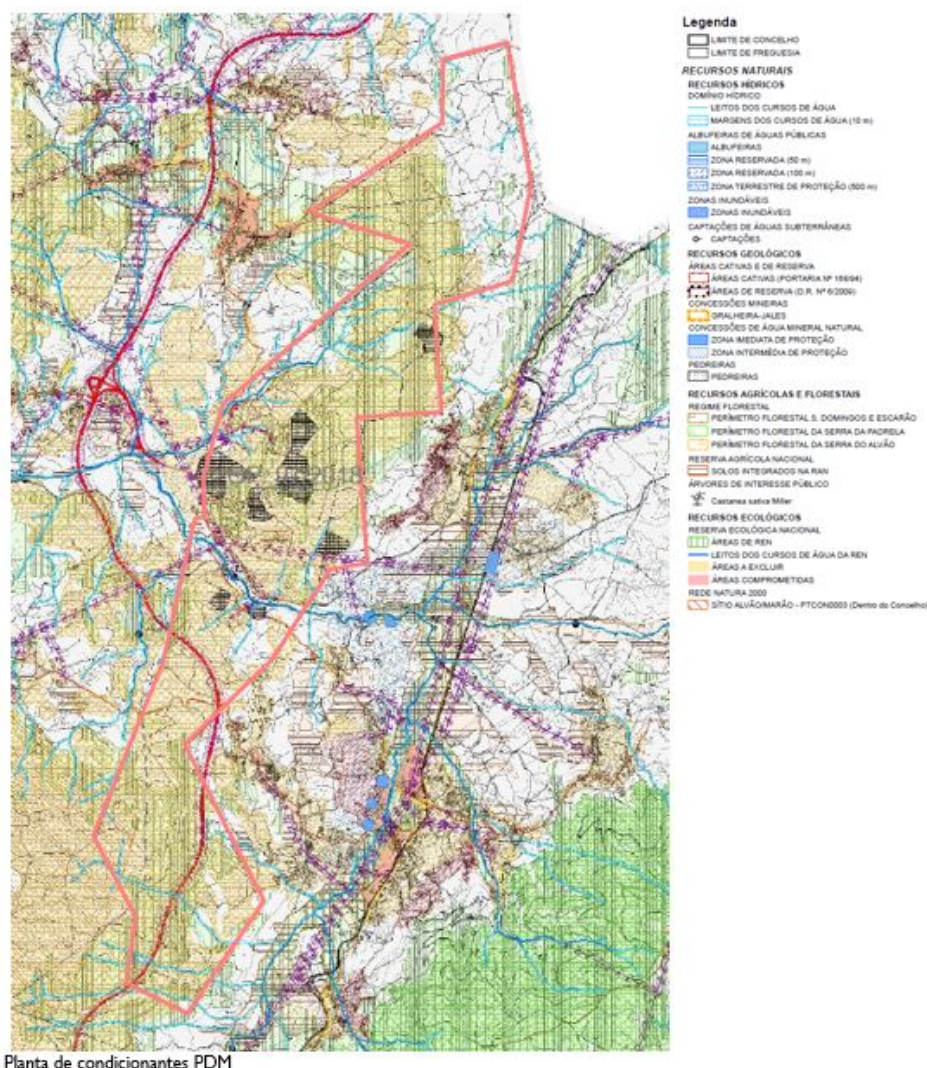 Legenda
LIMITE DE CONCELHO
LIMITE DE FREGUESIA
RECURSOS NATURAIS
RECURSOS HÍDRICOS
DOMÍNIO HÍDRICO
LEITOS DOS CURSOS DE ÁGUA
MARGENS DOS CURSOS DE ÁGUA (10 m)
ALBUFEIRAS DE ÁGUAS PÚBLICAS
ALBUFEIRAS
ZONA RESERVADA (50 m)
ZONA RESERVADA (100 m)
ZONA TERRESTRE DE PROTEÇÃO (500 m)
ZONAS INUNDÁVEIS
ZONAS INUNDÁVEIS
CAPTAÇÕES DE ÁGUAS SUBTERRÂNEAS
CAPTAÇÕES
RECURSOS GEOLÓGICOS
ÁREAS CATIVAS E DE RESERVA
ÁREAS CATIVAS (PORTARIA Nº
ÁREAS DE RESERVA (D.R. Nº 6/2009)
CONCESSÕES MINEIRAS
GRALHEIRA-JALES
CONCESSÕES DE ÁGUA MINERAL NATURAL
ZONA IMEDIATA DE PROTEÇÃO
ZONA INTERMÉDIA DE PROTEÇÃO
PEDREIRAS
PEDREIRAS
RECURSOS AGRÍCOLAS E FLORESTAIS
REGIME FLORESTAL
PERÍMETRO FLORESTAL S. DOMINGOS E ESCARÃO
PERÍMETRO FLORESTAL DA SERRA DA PADRELA
PERÍMETRO FLORESTAL DA SERRA DO ALVÃO
RESERVA AGRÍCOLA NACIONAL
SOLOS INTEGRADOS NA RAN
ÁRVORES DE INTERESSE PÚBLICO
Castanea sativa Miller
RECURSOS ECOLÓGICOS
RESERVA ECOLÓGICA NACIONAL
ÁREAS DE REN
LEITOS DOS CURSOS DE ÁGUA DA REN
ÁREAS A EXCLUIR
ÁREAS COMPROMETIDAS
REDE NATURA 2000
SÍTIO ALVÃO/MARÃO - PTCON0003 (Dentro do Concelho)
Planta de condicionantes PDM